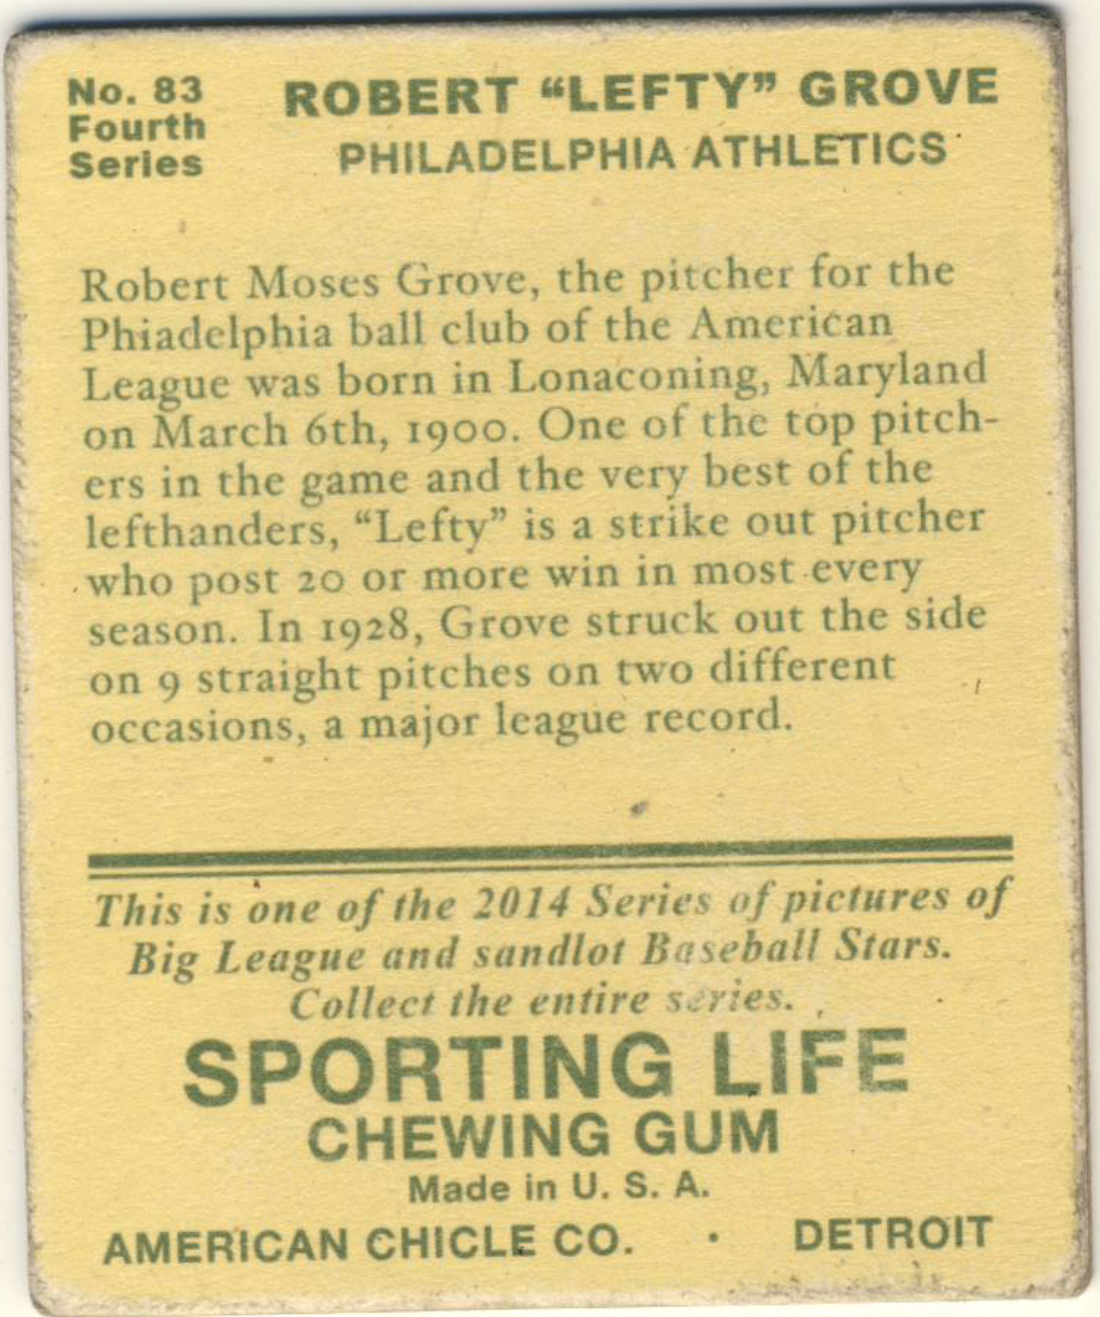 No. 83
Fourth
Series
ROBERT “LEFTY” GROVE
PHILADELPHIA ATHLETICS
Robert Moses Grove, the pitcher for the
Phiadelphia ball club of the American
League was born in Lonaconing, Maryland
on March 6th, 1900. One of the top pitch-
ers in the game and the very best of the
lefthanders, “Lefty” is a strike out pitcher
who post 20 or more win in most every
season. In 1928, Grove struck out the side
on 9 straight pitches on two different
occasions, a major league record.
This is one of the 2014 Series of pictures of
Big League and sandlot Baseball Stars.
Collect the entire series.
SPORTING LIFE
CHEWING GUM
Made in U. S. A.
AMERICAN CHICLE CO. · DETROIT